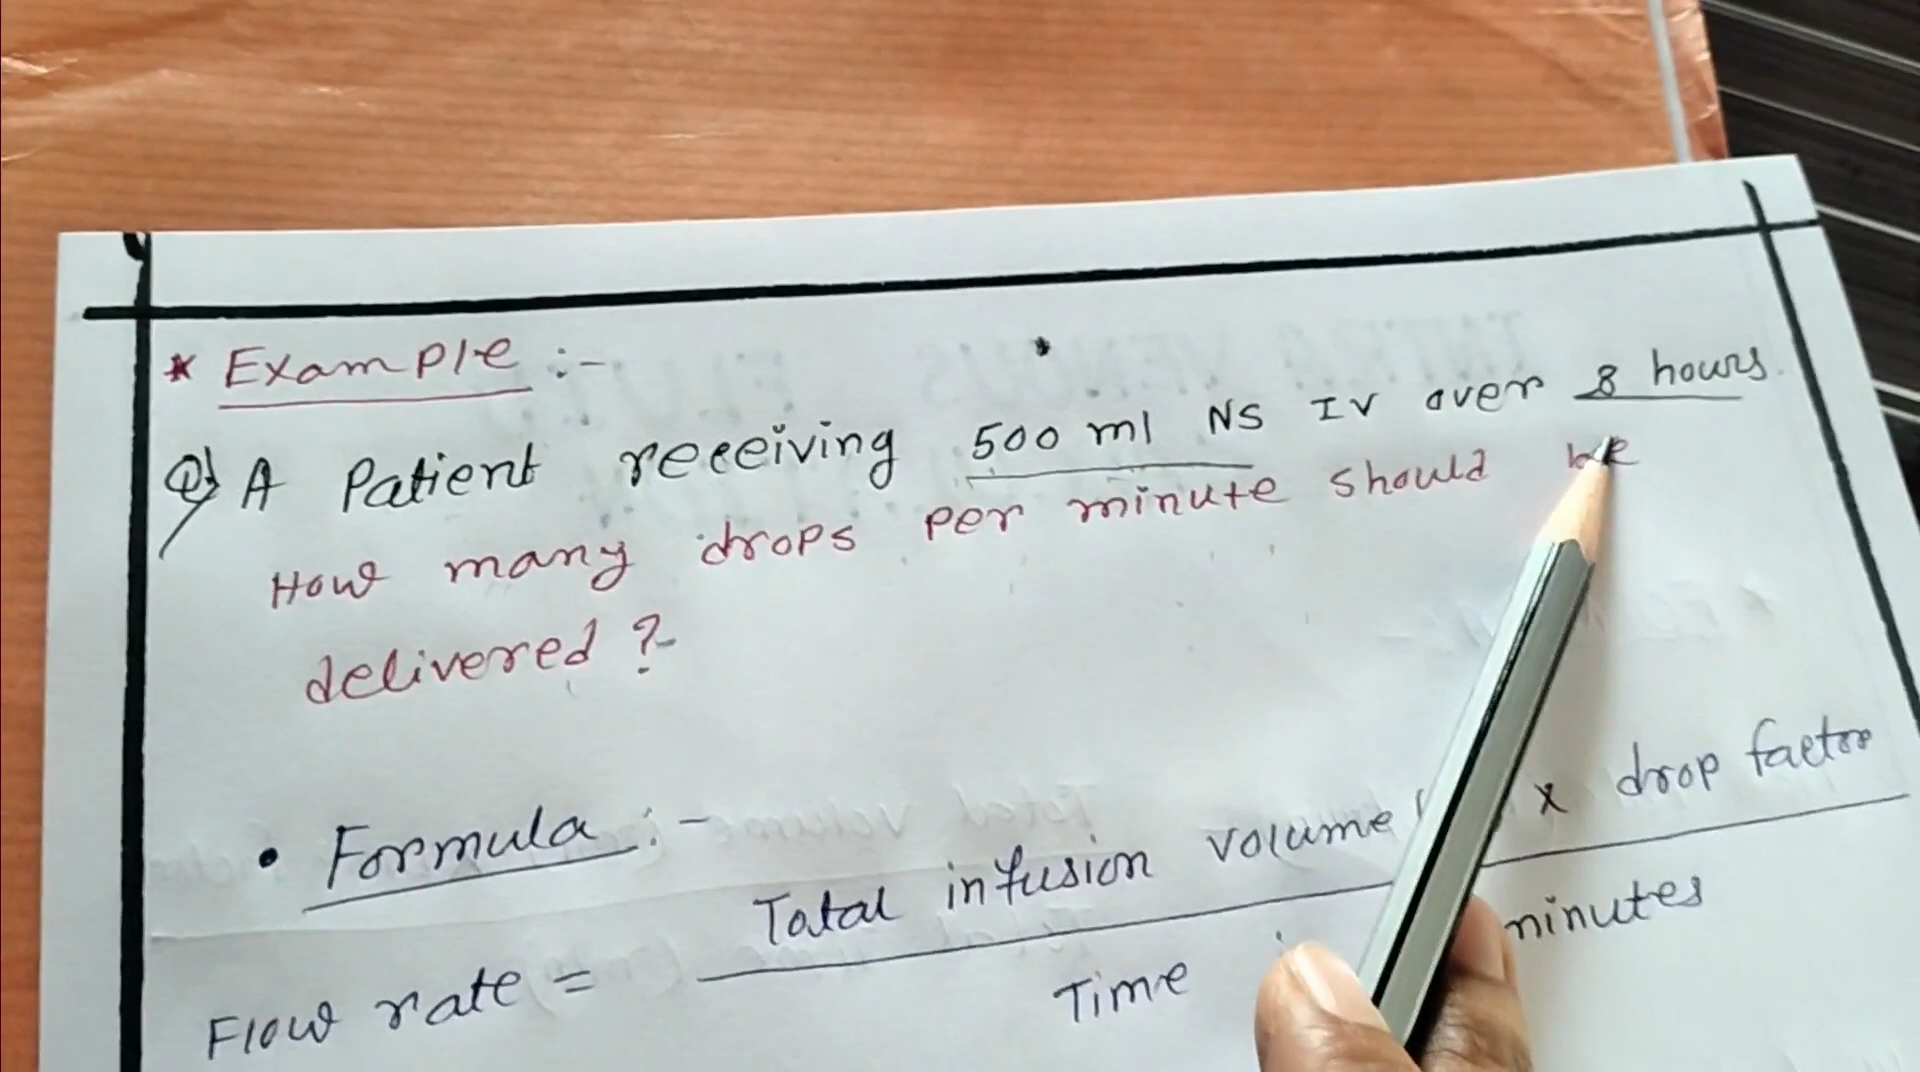 * Example :-
Q) A Patient receiving 500 ml NS IV over 8 hours.
How many drops per minute should be
delivered ?
• Formula :-
Total infusion volume x drop factor
Flow rate =
Time minutes